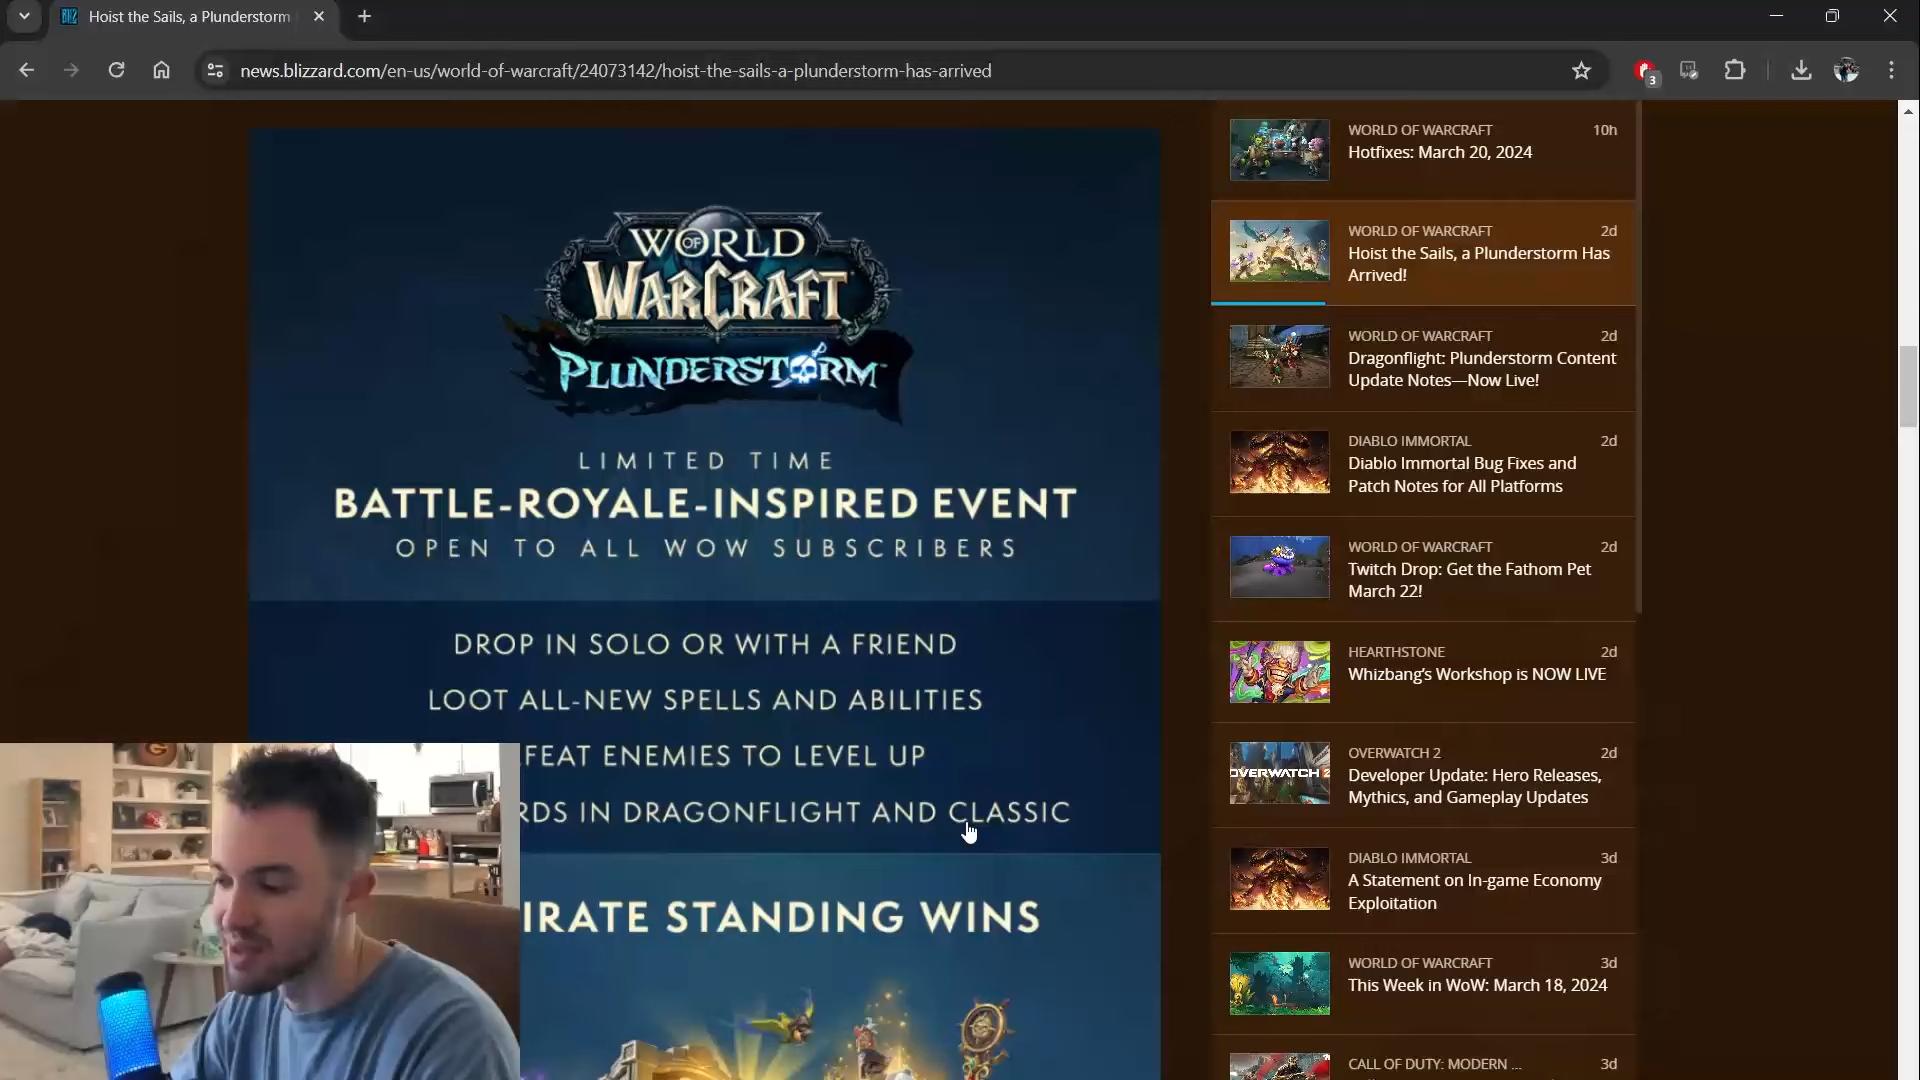 Hoist the Sails, a Plunderstorm
news.blizzard.com/en-us/world-of-warcraft/24073142/hoist-the-sails-a-plunderstorm-has-arrived
3
WORLD OF WARCRAFT
PLUNDERSTORM
LIMITED TIME
BATTLE-ROYALE-INSPIRED EVENT
OPEN TO ALL WOW SUBSCRIBERS
DROP IN SOLO OR WITH A FRIEND
LOOT ALL-NEW SPELLS AND ABILITIES
FEAT ENEMIES TO LEVEL UP
RDS IN DRAGONFLIGHT AND CLASSIC
IRATE STANDING WINS
WORLD OF WARCRAFT 10h
Hotfixes: March 20, 2024
WORLD OF WARCRAFT 2d
Hoist the Sails, a Plunderstorm Has
Arrived!
WORLD OF WARCRAFT 2d
Dragonflight: Plunderstorm Content
Update Notes—Now Live!
DIABLO IMMORTAL 2d
Diablo Immortal Bug Fixes and
Patch Notes for All Platforms
WORLD OF WARCRAFT 2d
Twitch Drop: Get the Fathom Pet
March 22!
HEARTHSTONE 2d
Whizbang’s Workshop is NOW LIVE
OVERWATCH 2 2d
OVERWATCH 2
Developer Update: Hero Releases,
Mythics, and Gameplay Updates
DIABLO IMMORTAL 3d
A Statement on In-game Economy
Exploitation
WORLD OF WARCRAFT 3d
This Week in WoW: March 18, 2024
CALL OF DUTY: MODERN ... 3d